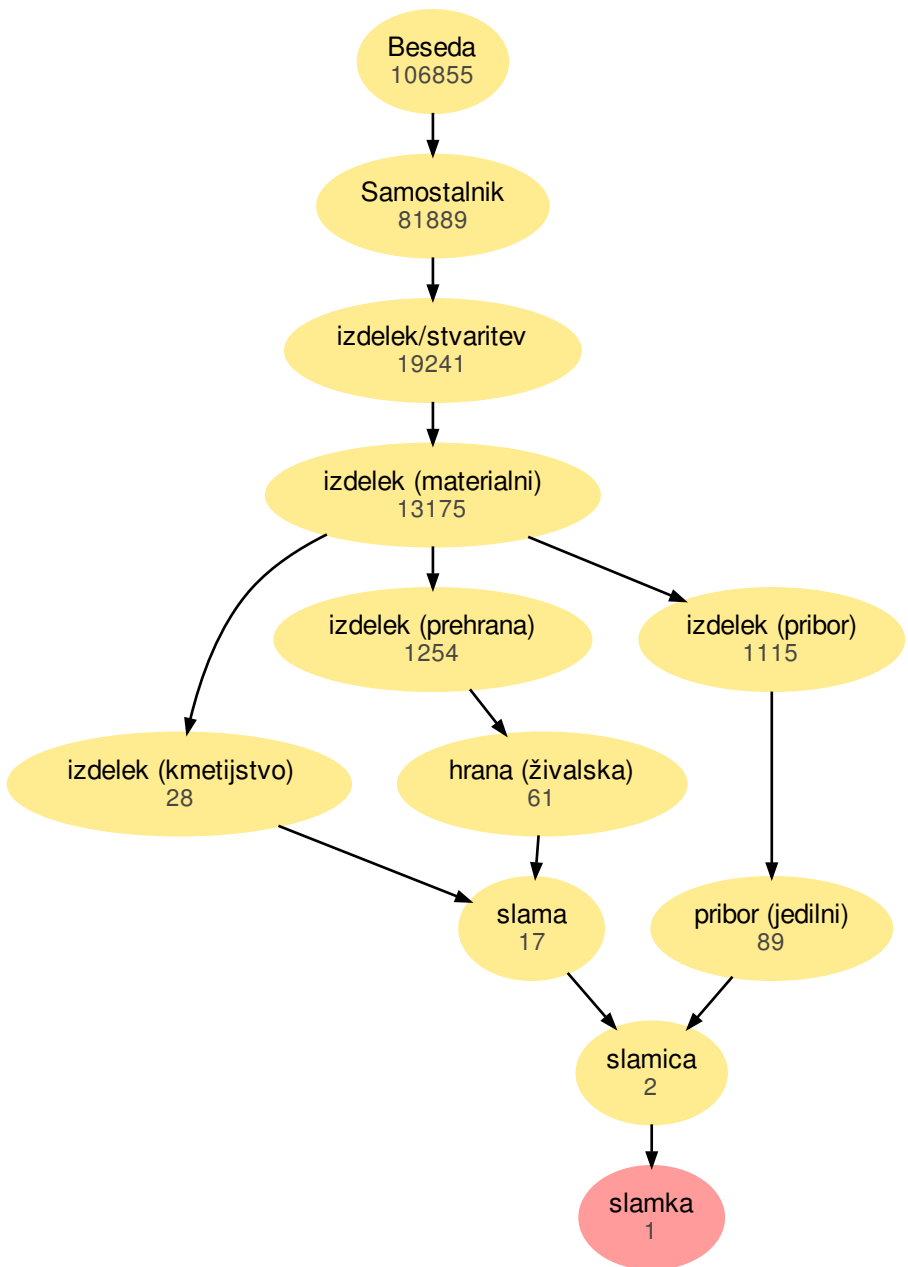 Beseda
106855
Samostalnik
81889
izdelek/stvaritev
19241
izdelek (materialni)
13175
izdelek (prehrana)
1254
izdelek (pribor)
1115
izdelek (kmetijstvo)
28
hrana (živalska)
61
slama
17
pribor (jedilni)
89
slamica
2
slamka
1